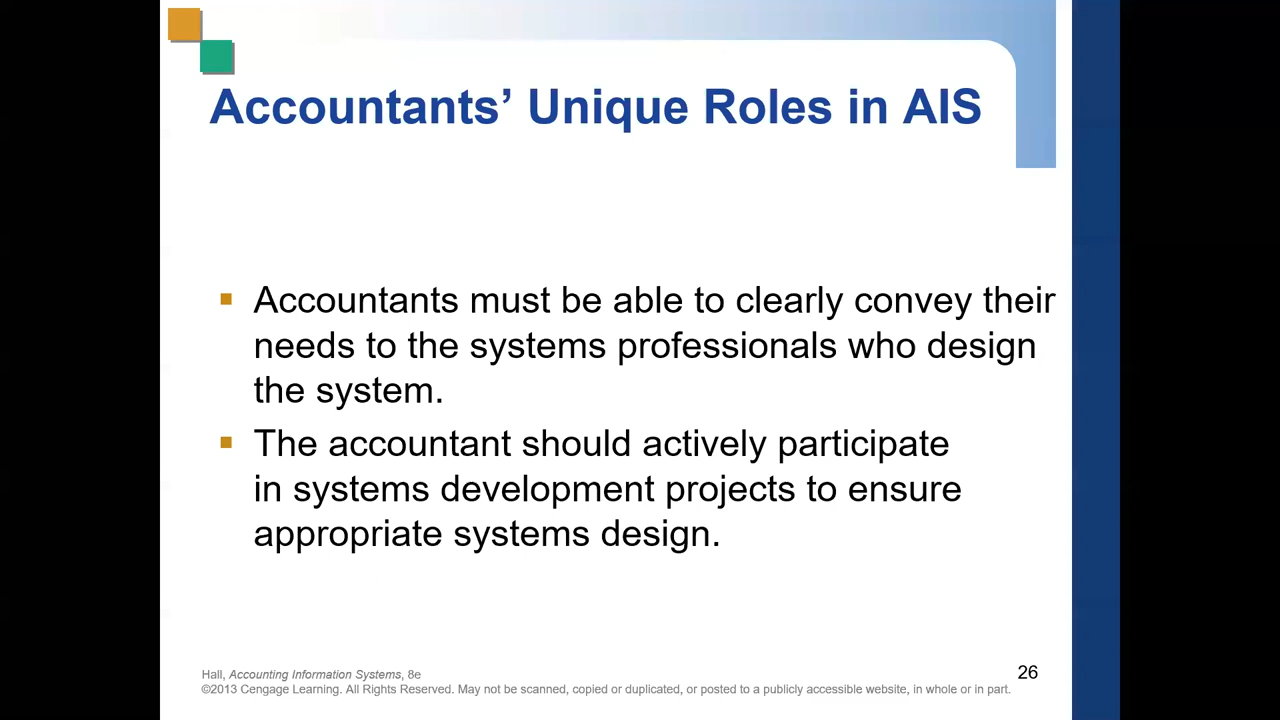 Accountants’ Unique Roles in AIS
▪ Accountants must be able to clearly convey their
needs to the systems professionals who design
the system.
▪ The accountant should actively participate
in systems development projects to ensure
appropriate systems design.
Hall, Accounting Information Systems, 8e
©2013 Cengage Learning. All Rights Reserved. May not be scanned, copied or duplicated, or posted to a publicly accessible website, in whole or in part.
26